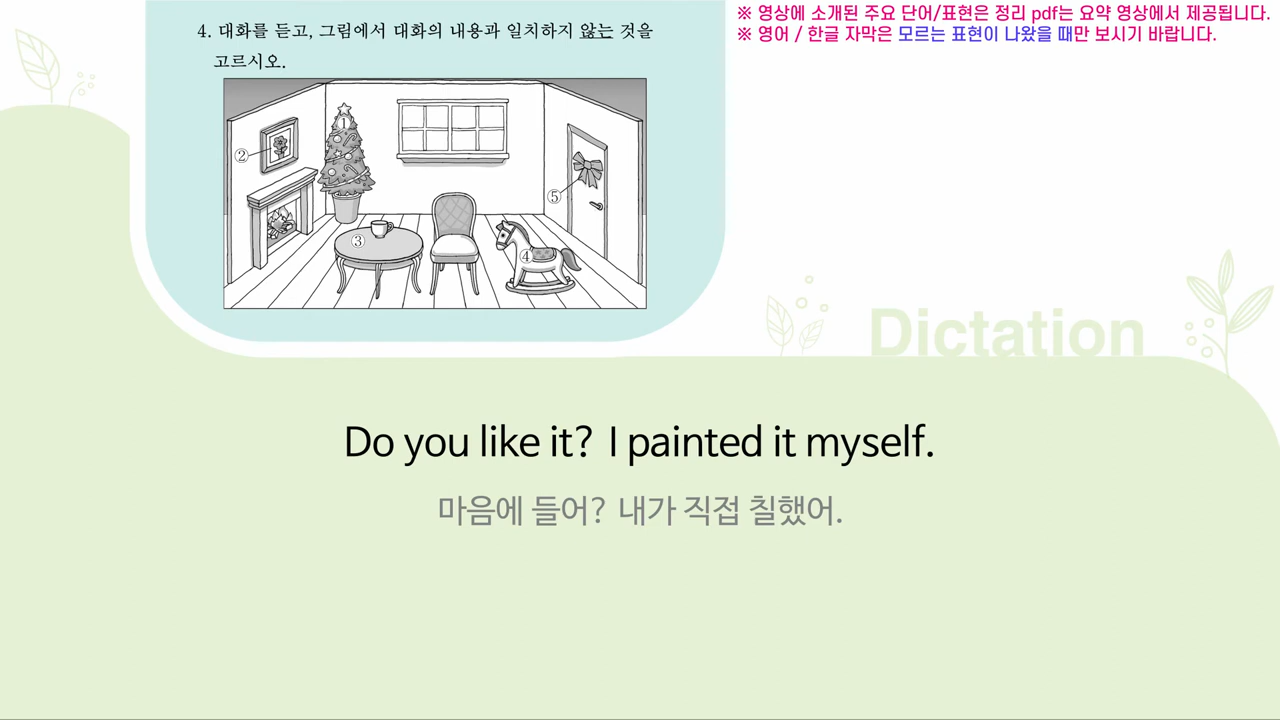 4. 대화를 듣고, 그림에서 대화의 내용과 일치하지 않는 것을
고르시오.
※ 영상에 소개된 주요 단어/표현은 정리 pdf는 요약 영상에서 제공됩니다.
※ 영어 / 한글 자막은 모르는 표현이 나왔을 때만 보시기 바랍니다.
①
②
③
④
⑤
Dictation
Do you like it? I painted it myself.
마음에 들어? 내가 직접 칠했어.